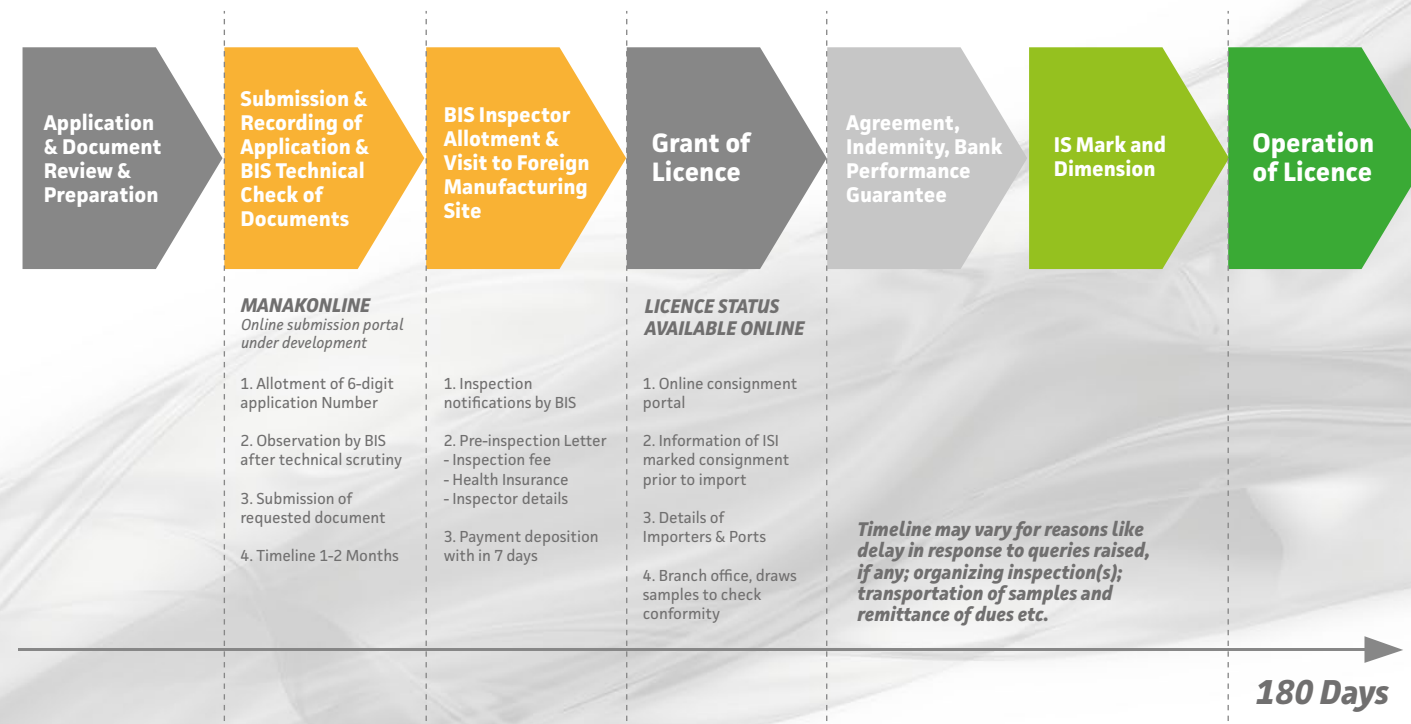 Application
& Document
Review &
Preparation
Submission &
Recording of
Application &
BIS Technical
Check of
Documents
BIS Inspector
Allotment &
Visit to Foreign
Manufacturing
Site
Grant of
Licence
Agreement,
Indemnity, Bank
Performance
Guarantee
IS Mark and
Dimension
Operation
of Licence
MANAKONLINE
Online submission portal
under development
1. Allotment of 6-digit
application Number
2. Observation by BIS
after technical scrutiny
3. Submission of
requested document
4. Timeline 1-2 Months
1. Inspection
notifications by BIS
2. Pre-inspection Letter
- Inspection fee
- Health Insurance
- Inspector details
3. Payment deposition
with in 7 days
LICENCE STATUS
AVAILABLE ONLINE
1. Online consignment
portal
2. Information of ISI
marked consignment
prior to import
3. Details of
Importers & Ports
4. Branch office, draws
samples to check
conformity
Timeline may vary for reasons like
delay in response to queries raised,
if any; organizing inspection(s);
transportation of samples and
remittance of dues etc.
180 Days